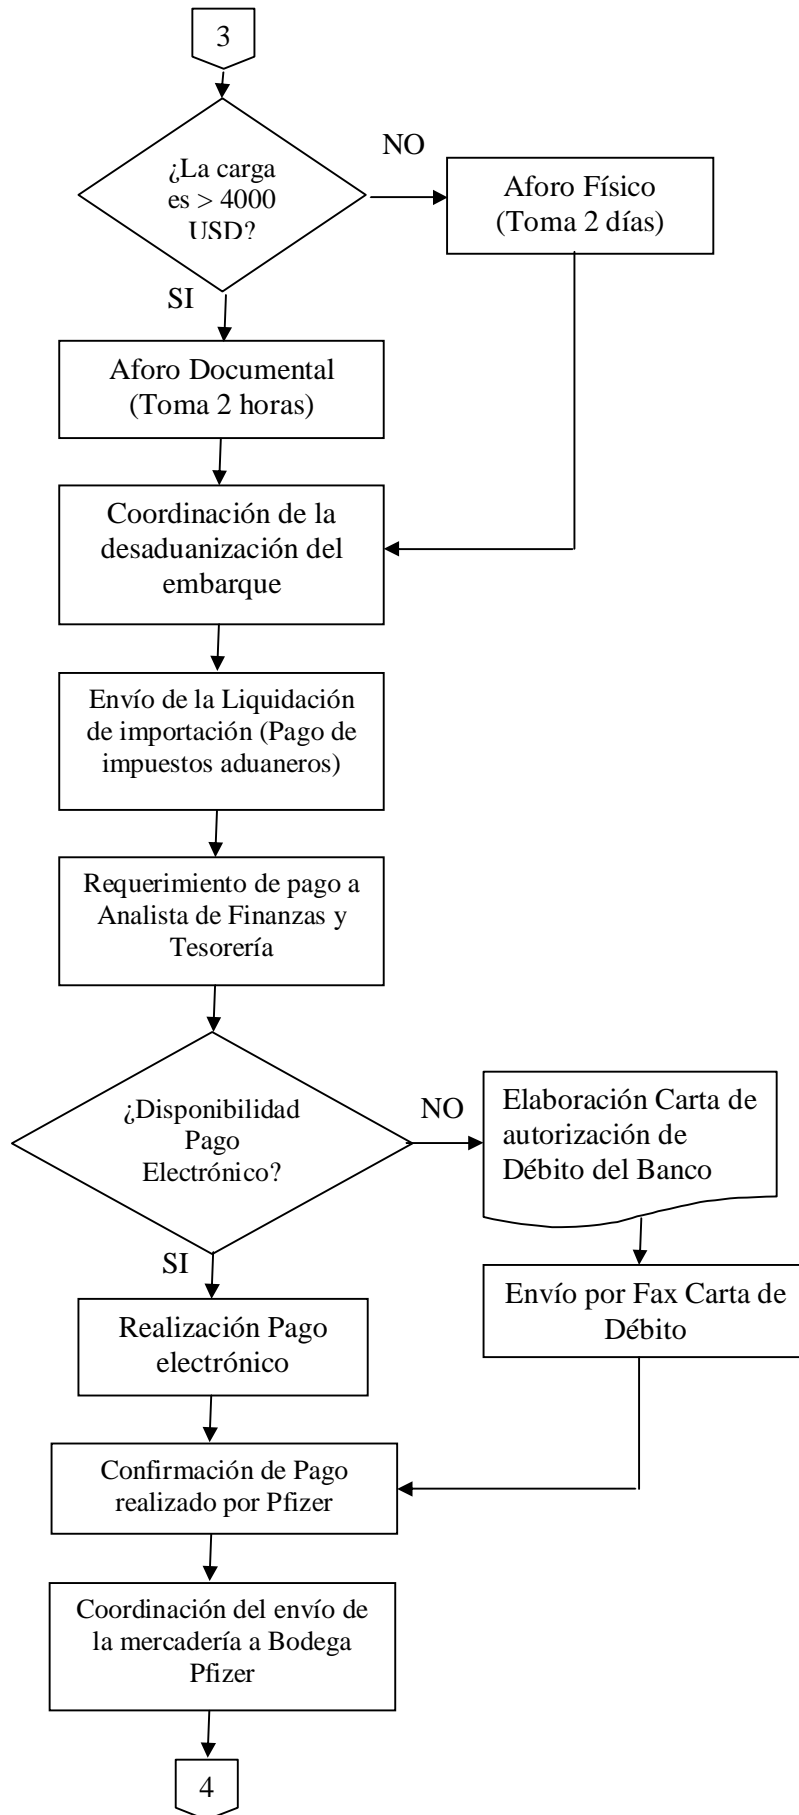 3
¿La carga
es > 4000
USD?
NO
Aforo Físico
(Toma 2 días)
SI
Aforo Documental
(Toma 2 horas)
Coordinación de la
desaduanización del
embarque
Envío de la Liquidación
de importación (Pago de
impuestos aduaneros)
Requerimiento de pago a
Analista de Finanzas y
Tesorería
¿Disponibilidad
Pago
Electrónico?
NO
Elaboración Carta de
autorización de
Débito del Banco
SI
Envío por Fax Carta de
Débito
Realización Pago
electrónico
Confirmación de Pago
realizado por Pfizer
Coordinación del envío de
la mercadería a Bodega
Pfizer
4